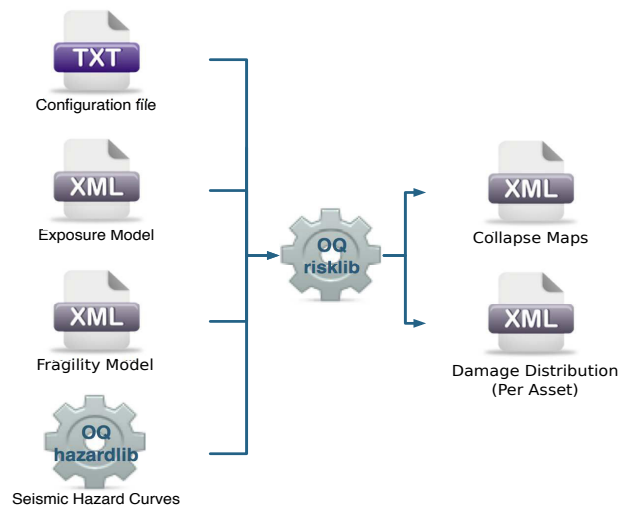 TXT
Configuration file
XML
Exposure Model
XML
Fragility Model
OQ
hazardlib
Seismic Hazard Curves
OQ
risklib
XML
Collapse Maps
XML
Damage Distribution
(Per Asset)